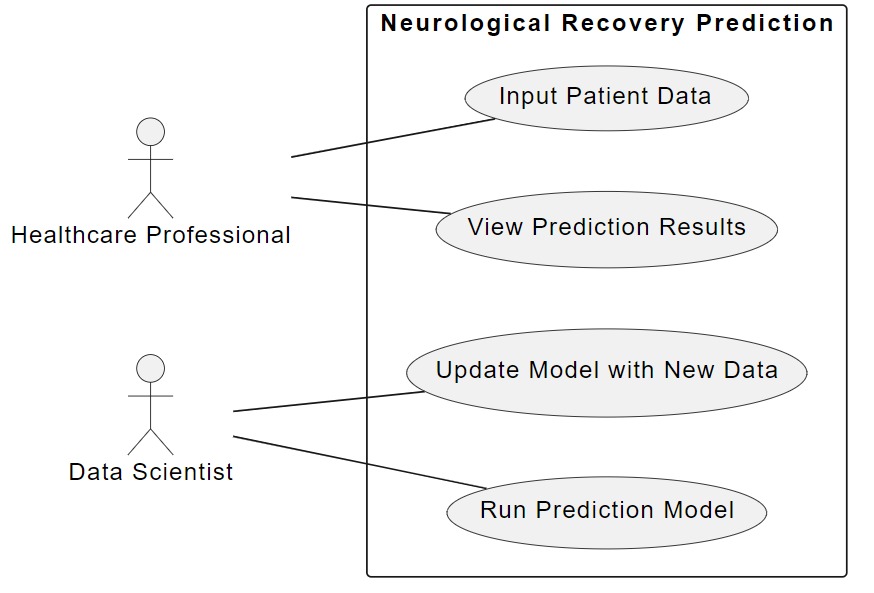 Neurological Recovery Prediction
Input Patient Data
Healthcare Professional
View Prediction Results
Update Model with New Data
Data Scientist
Run Prediction Model